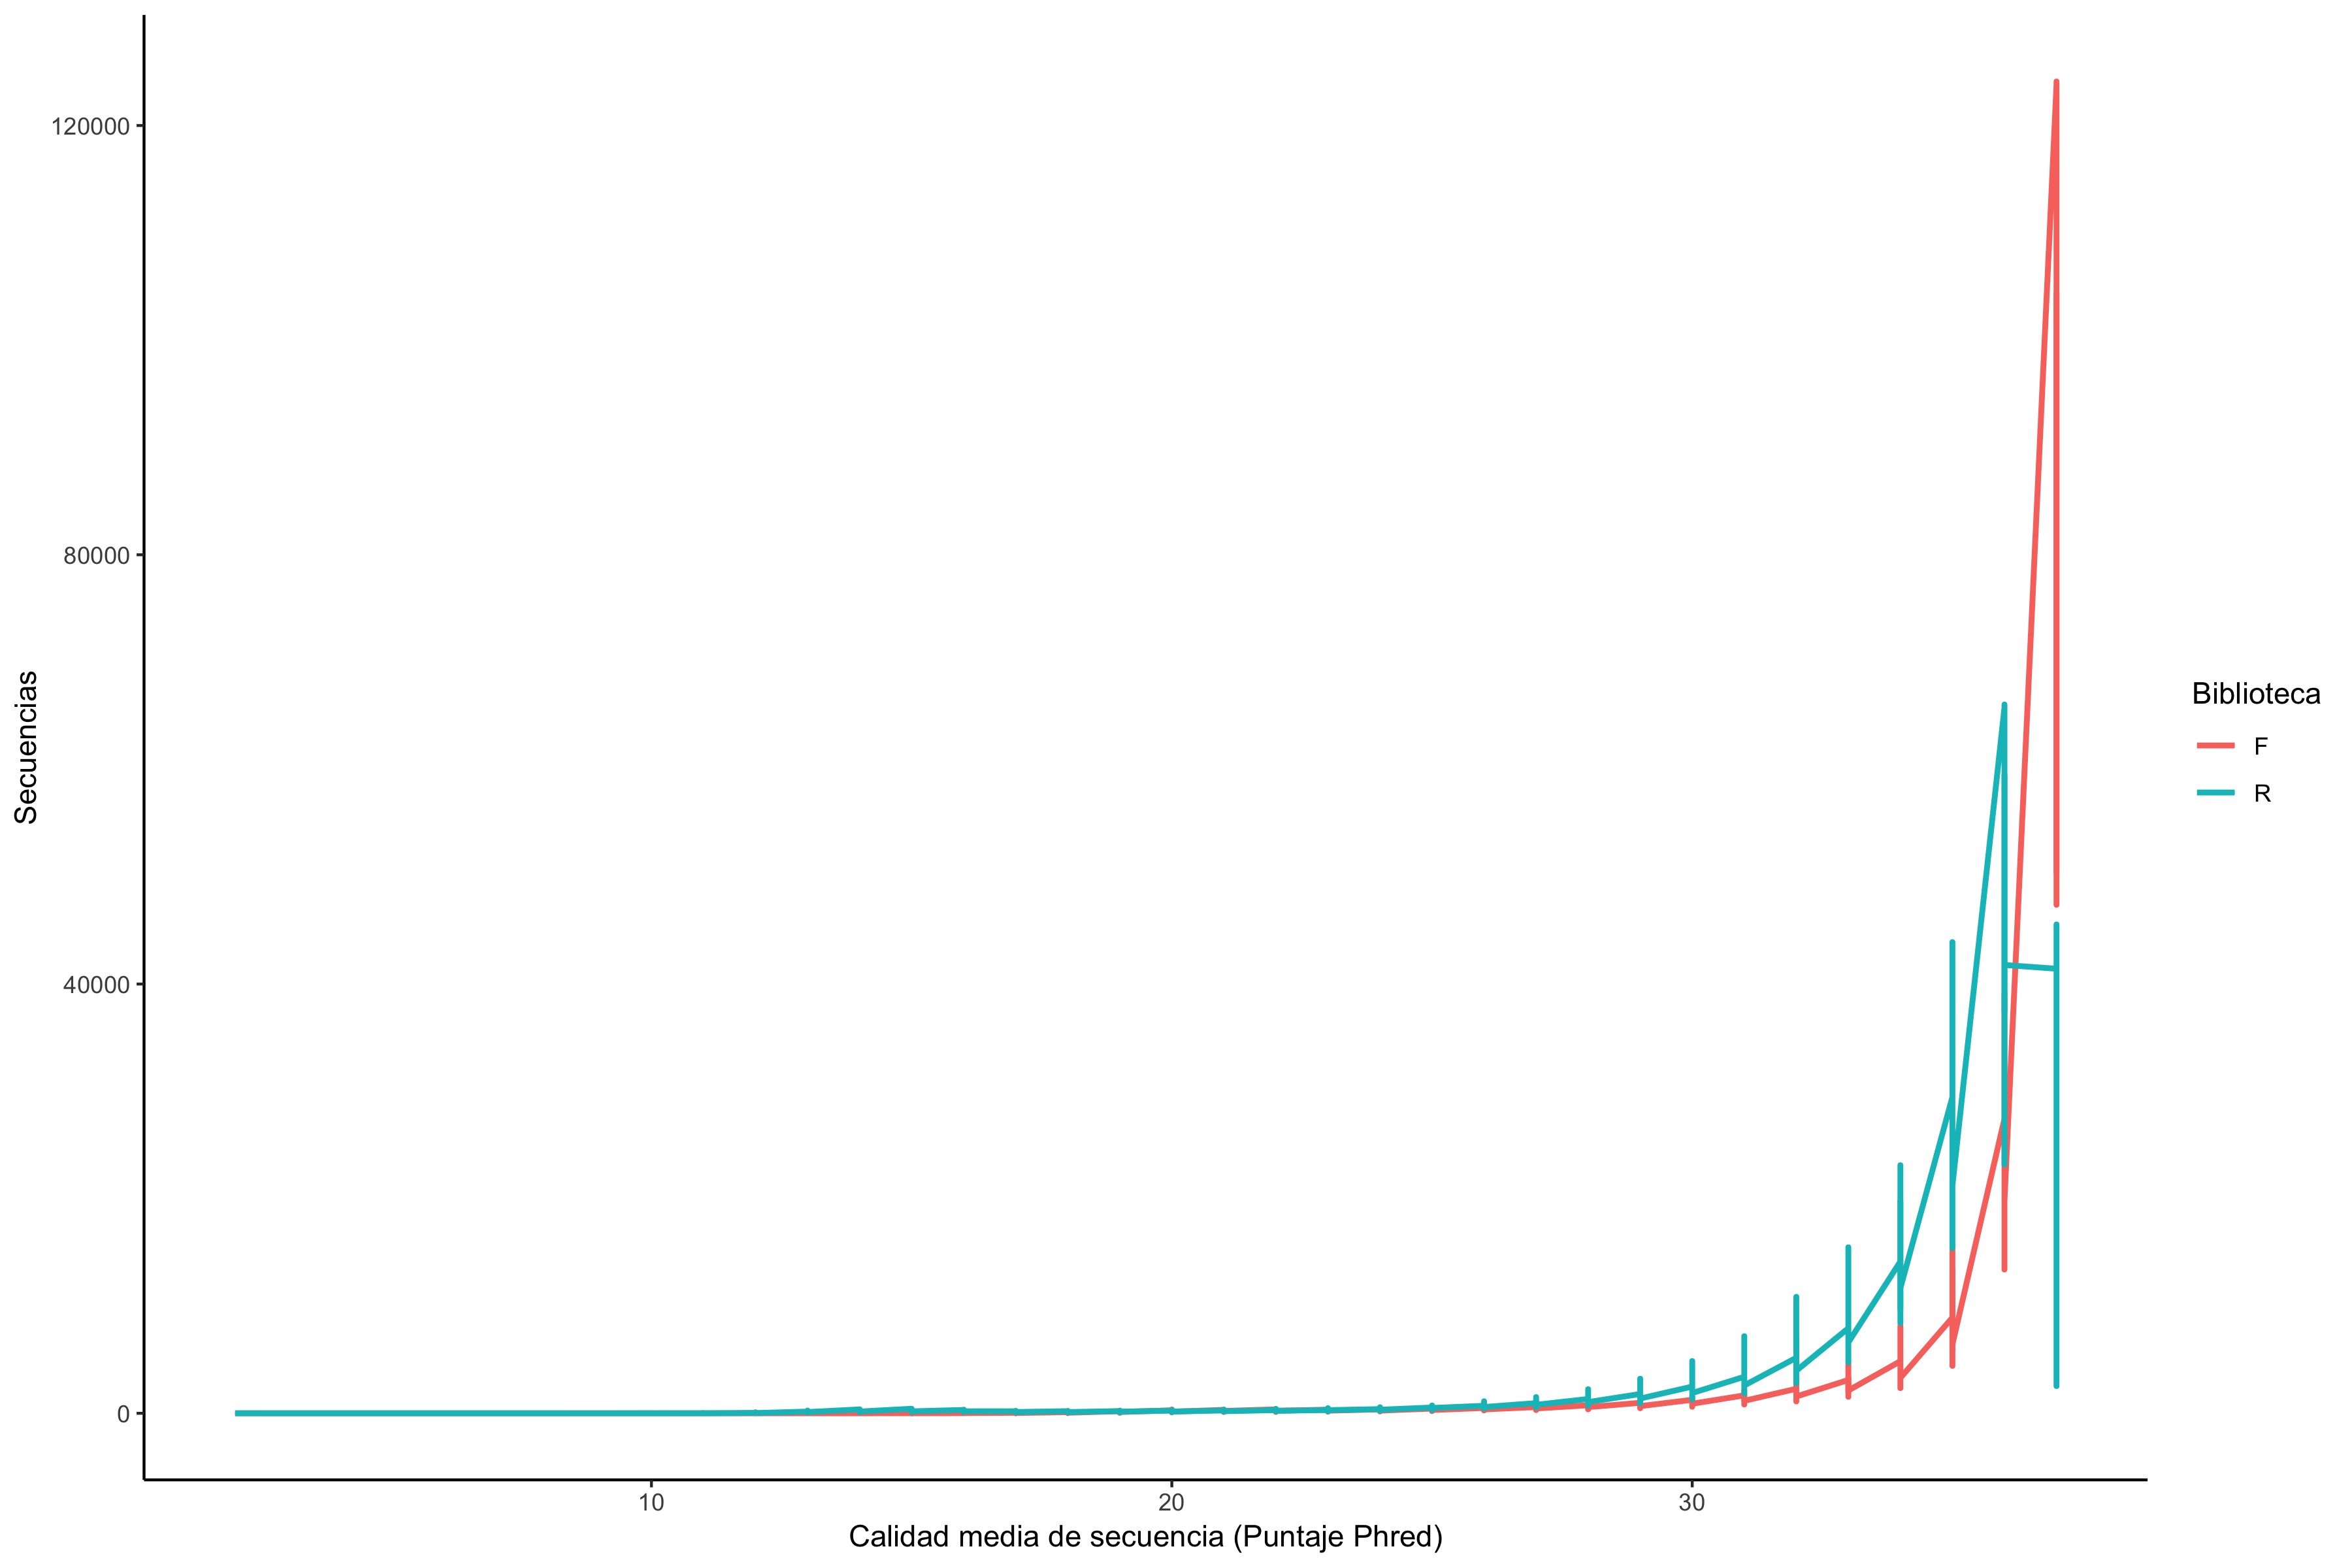 120000
80000
40000
0
Secuencias
10
20
30
Calidad media de secuencia (Puntaje Phred)
Biblioteca
F
R